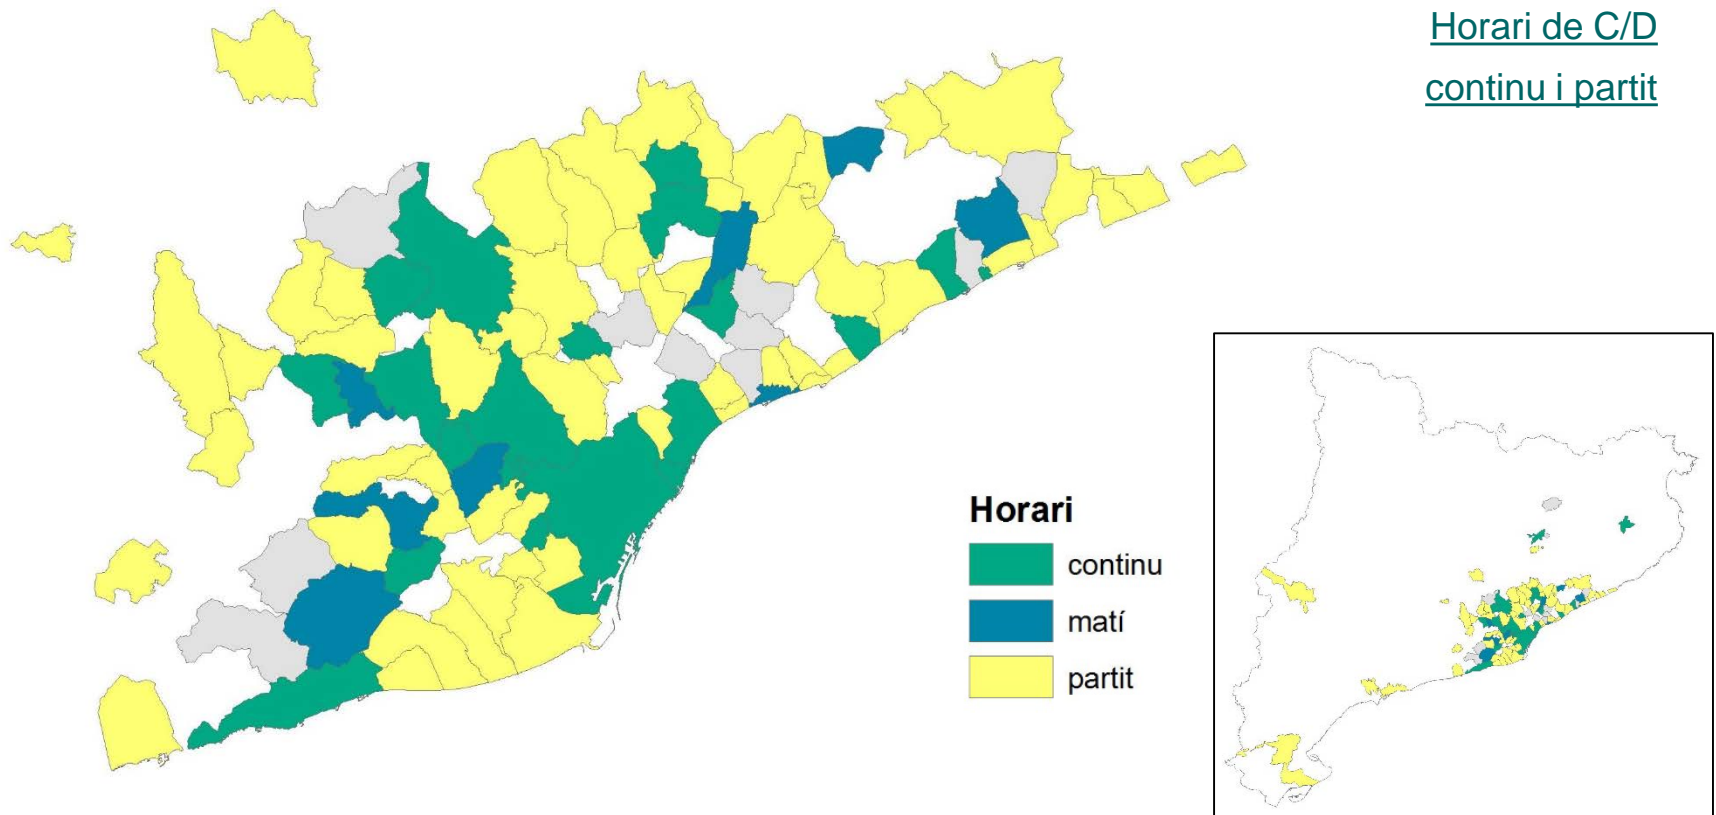 Horari de C/D
continu i partit
Horari
continu
matí
partit